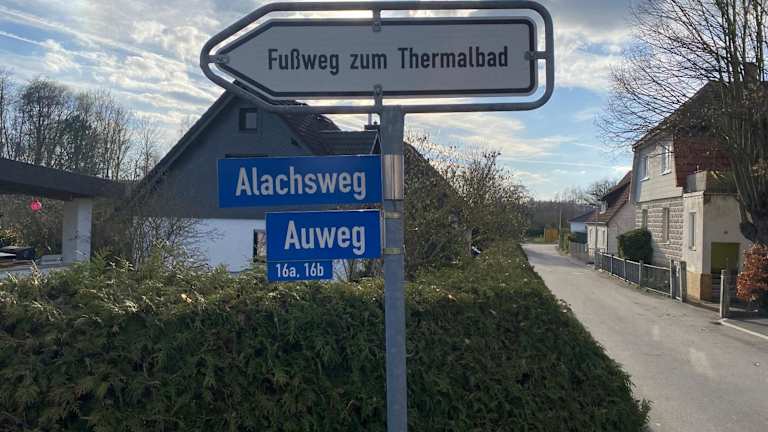 Fußweg zum Thermalbad
Alachsweg
Auweg
16a, 16b